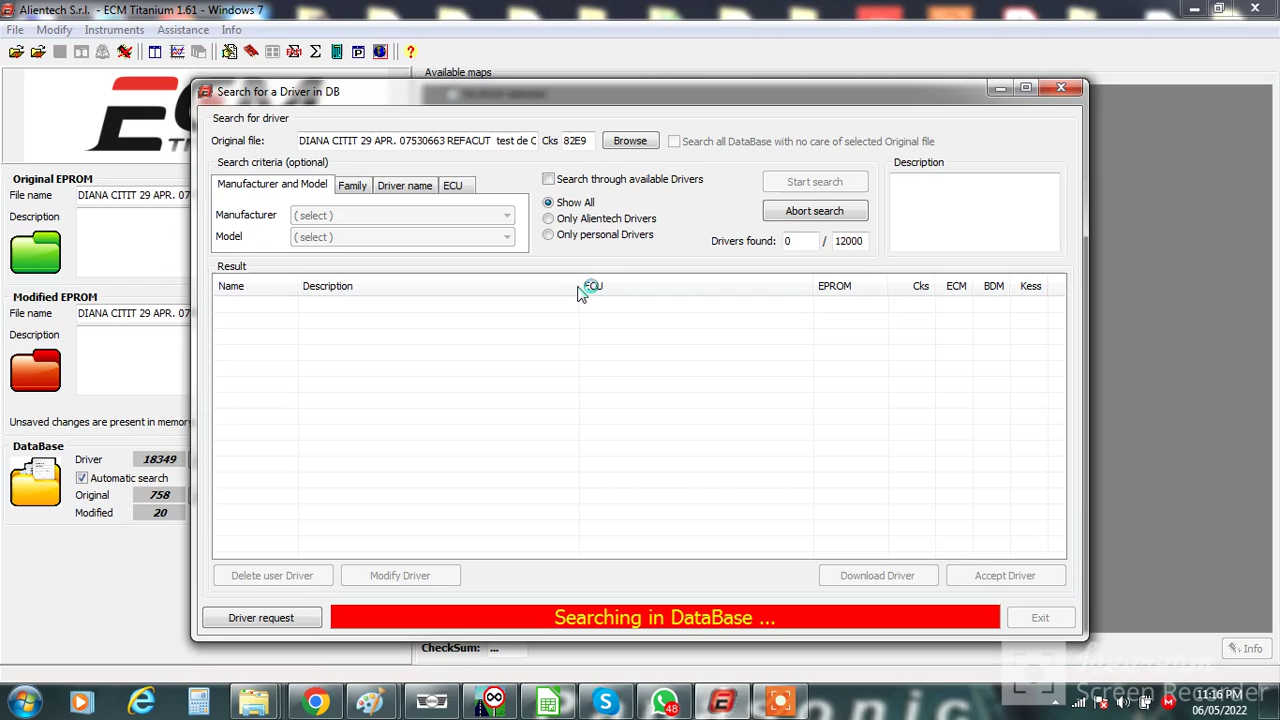 Alientech S.r.l. - ECM Titanium 1.61 - Windows 7
File Modify Instruments Assistance Info
Available maps
Search for a Driver in DB
Search for driver
Original file: DIANA CITIT 29 APR. 07530663 REFACUT test de C Cks 82E9 Browse Search all DataBase with no care of selected Original file
Search criteria (optional)
Description
Manufacturer and Model Family Driver name ECU
Search through available Drivers
Start search
Show All
Manufacturer ( select )
Only Alientech Drivers
Abort search
Model ( select )
Only personal Drivers
Drivers found: 0 / 12000
Result
Name Description ECU EPROM Cks ECM BDM Kess
Delete user Driver Modify Driver Download Driver Accept Driver
Driver request Searching in DataBase ... Exit
Original EPROM
File name DIANA CITIT 29 APR. 07
Description
Modified EPROM
File name DIANA CITIT 29 APR. 07
Description
Unsaved changes are present in memory
DataBase
Driver 18349
Automatic search
Original 758
Modified 20
CheckSum: ...
Info
Screen Recorder
48
11:16 PM
06/05/2022